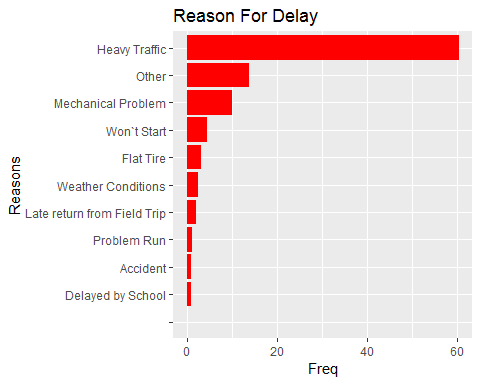 Reason For Delay
Reasons
Heavy Traffic
Other
Mechanical Problem
Won`t Start
Flat Tire
Weather Conditions
Late return from Field Trip
Problem Run
Accident
Delayed by School
0 20 40 60
Freq